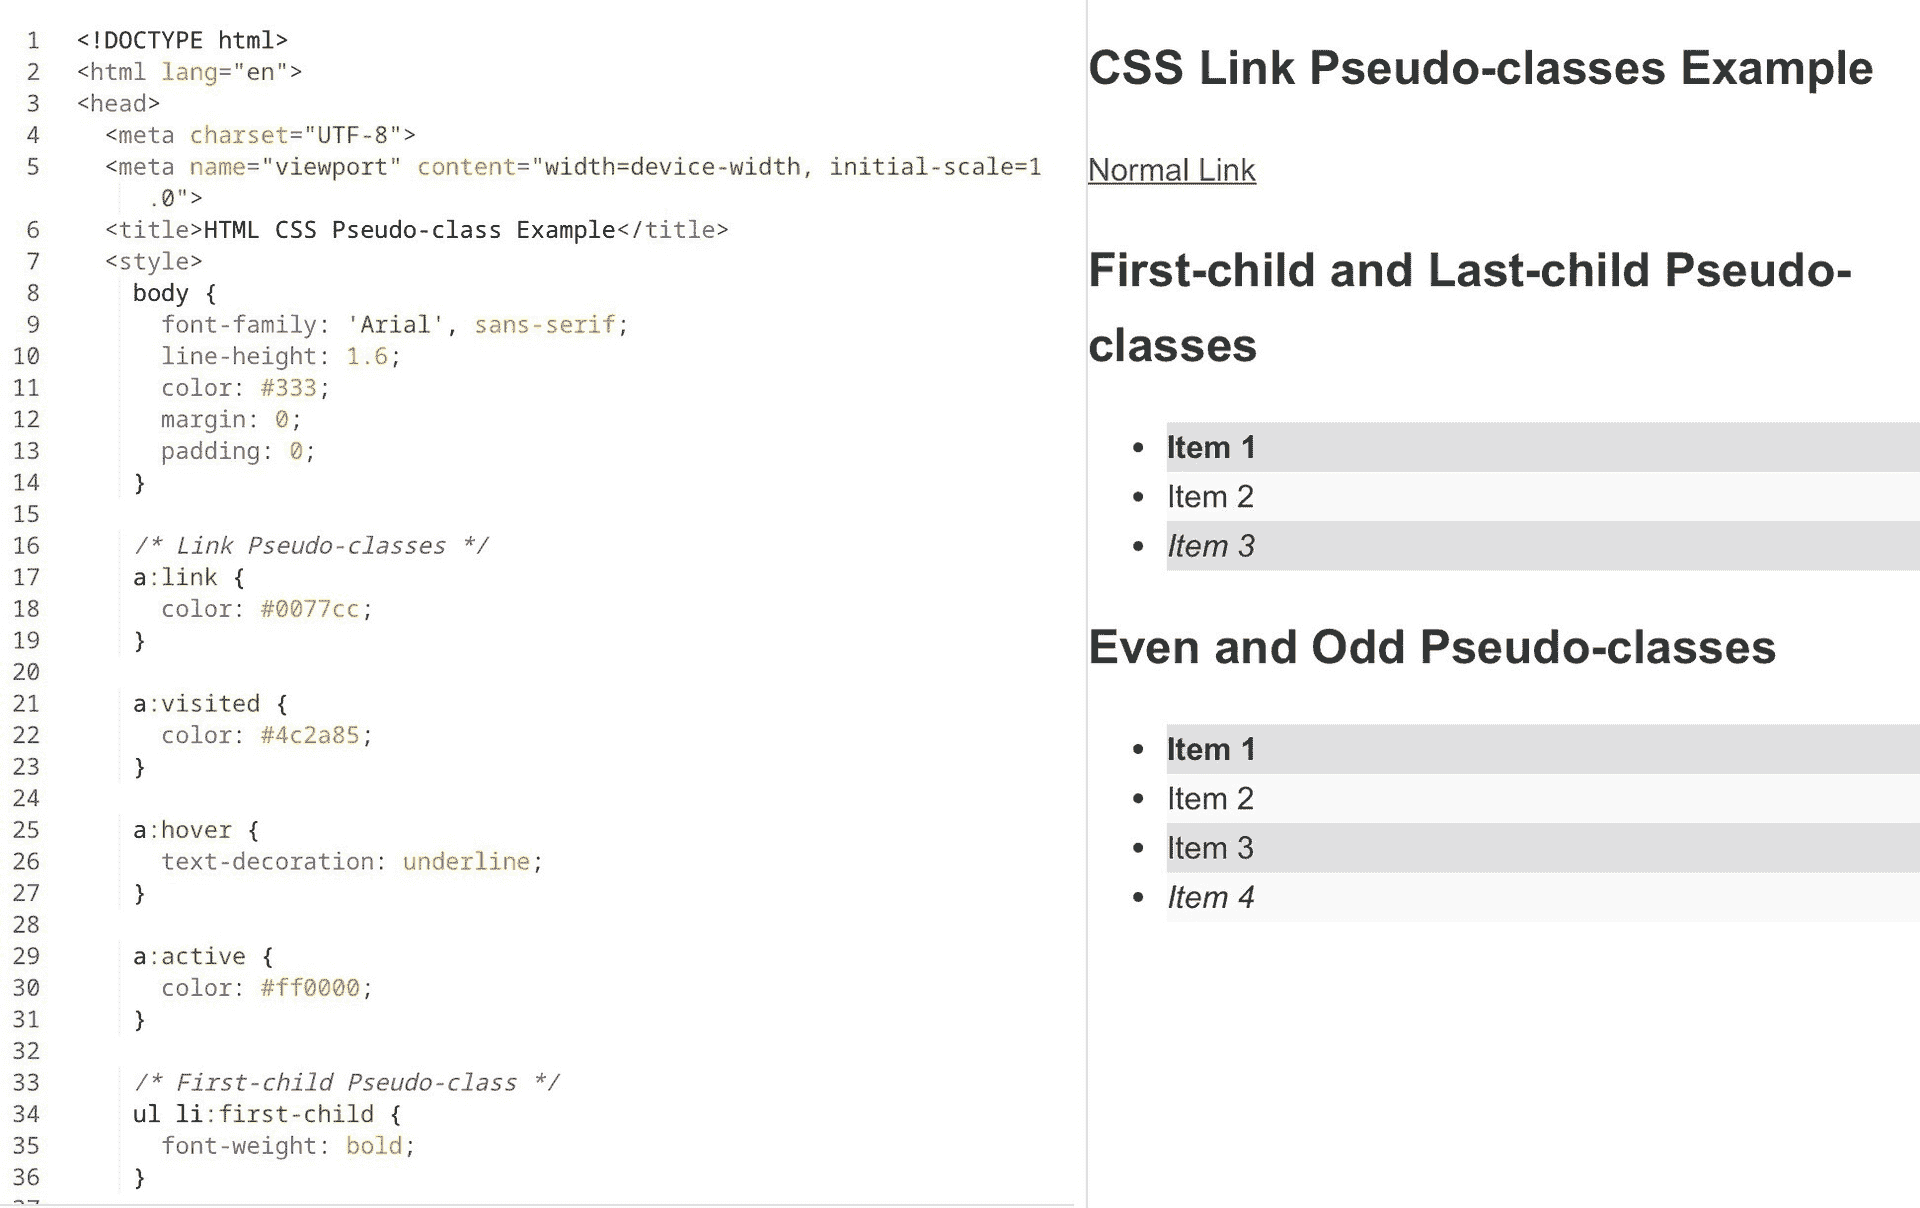 1 <!DOCTYPE html>
2 <html lang="en">
3 <head>
4 <meta charset="UTF-8">
5 <meta name="viewport" content="width=device-width, initial-scale=1
.0">
6 <title>HTML CSS Pseudo-class Example</title>
7 <style>
8 body {
9 font-family: 'Arial', sans-serif;
10 line-height: 1.6;
11 color: #333;
12 margin: 0;
13 padding: 0;
14 }
15
16 /* Link Pseudo-classes */
17 a:link {
18 color: #0077cc;
19 }
20
21 a:visited {
22 color: #4c2a85;
23 }
24
25 a:hover {
26 text-decoration: underline;
27 }
28
29 a:active {
30 color: #ff0000;
31 }
32
33 /* First-child Pseudo-class */
34 ul li:first-child {
35 font-weight: bold;
36 }
CSS Link Pseudo-classes Example
Normal Link
First-child and Last-child Pseudo-
classes
• Item 1
• Item 2
• Item 3
Even and Odd Pseudo-classes
• Item 1
• Item 2
• Item 3
• Item 4